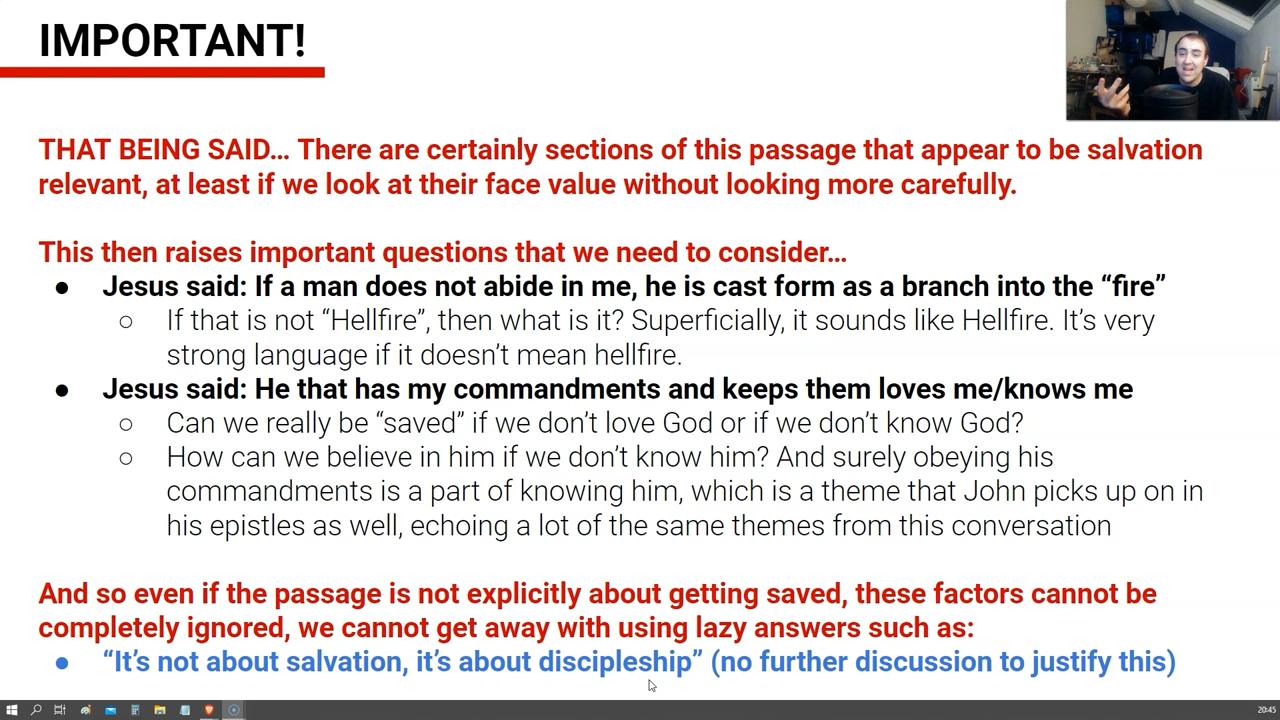 IMPORTANT!
THAT BEING SAID... There are certainly sections of this passage that appear to be salvation
relevant, at least if we look at their face value without looking more carefully.
This then raises important questions that we need to consider...
● Jesus said: If a man does not abide in me, he is cast form as a branch into the “fire”
○ If that is not “Hellfire”, then what is it? Superficially, it sounds like Hellfire. It’s very
strong language if it doesn’t mean hellfire.
● Jesus said: He that has my commandments and keeps them loves me/knows me
○ Can we really be “saved” if we don’t love God or if we don’t know God?
○ How can we believe in him if we don’t know him? And surely obeying his
commandments is a part of knowing him, which is a theme that John picks up on in
his epistles as well, echoing a lot of the same themes from this conversation
And so even if the passage is not explicitly about getting saved, these factors cannot be
completely ignored, we cannot get away with using lazy answers such as:
● “It’s not about salvation, it’s about discipleship” (no further discussion to justify this)
20:45